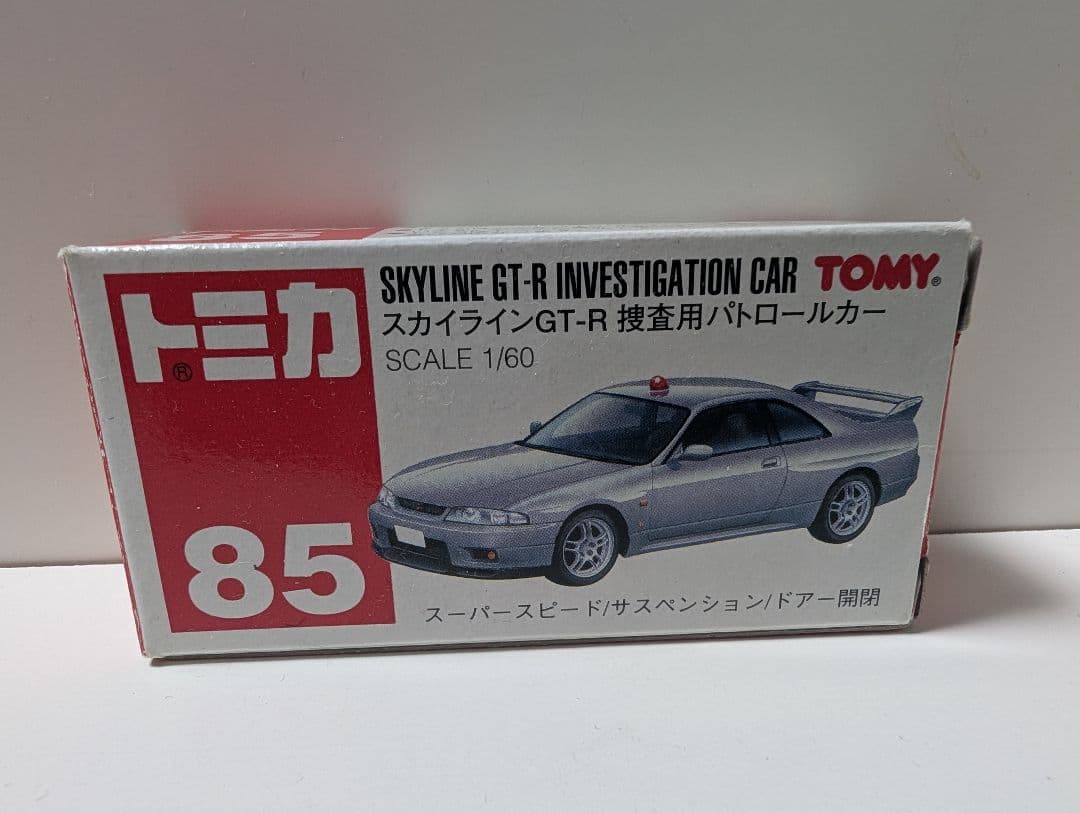 トミカ®
85
SKYLINE GT-R INVESTIGATION CAR TOMY®
スカイラインGT-R 捜査用パトロールカー
SCALE 1/60
スーパースピード/サスペンション/ドアー開閉